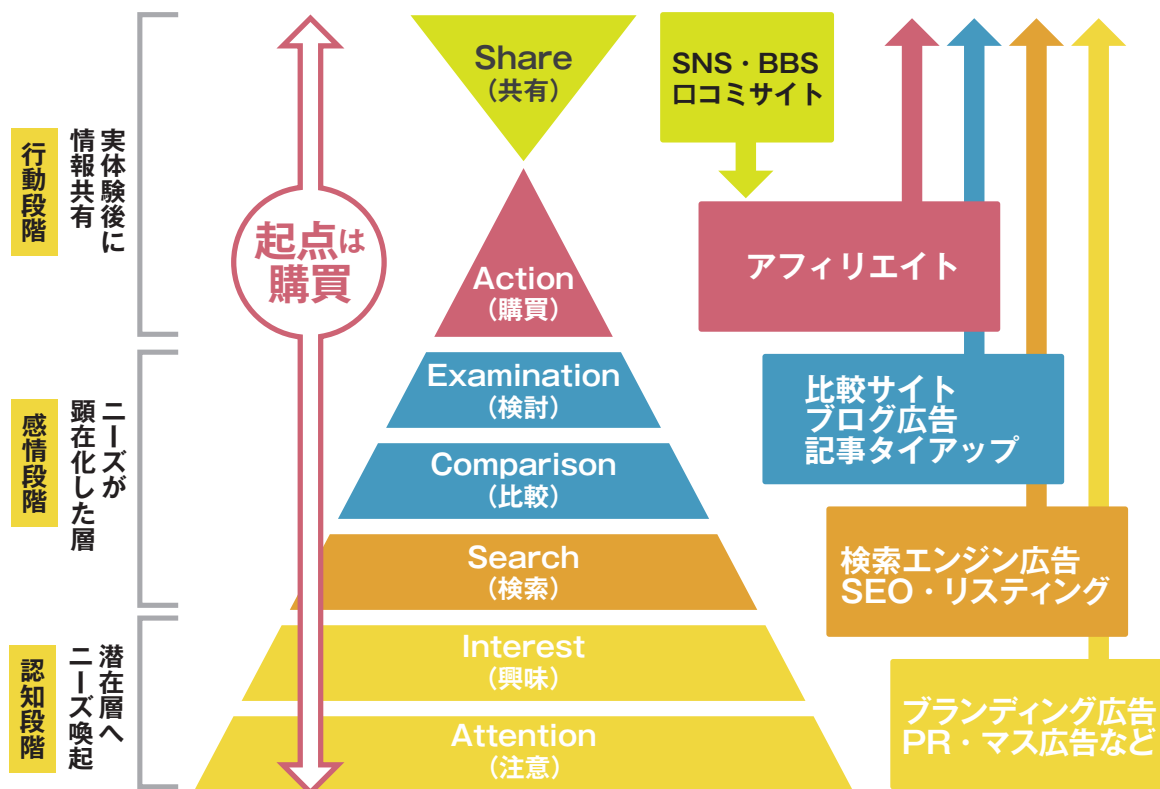 行動段階
実体験後に
情報共有
感情段階
ニーズが
顕在化した層
認知段階
潜在層へ
ニーズ喚起
起点は
購買
Share
（共有）
Action
（購買）
Examination
（検討）
Comparison
（比較）
Search
（検索）
Interest
（興味）
Attention
（注意）
SNS・BBS
口コミサイト
アフィリエイト
比較サイト
ブログ広告
記事タイアップ
検索エンジン広告
SEO・リスティング
ブランディング広告
PR・マス広告など